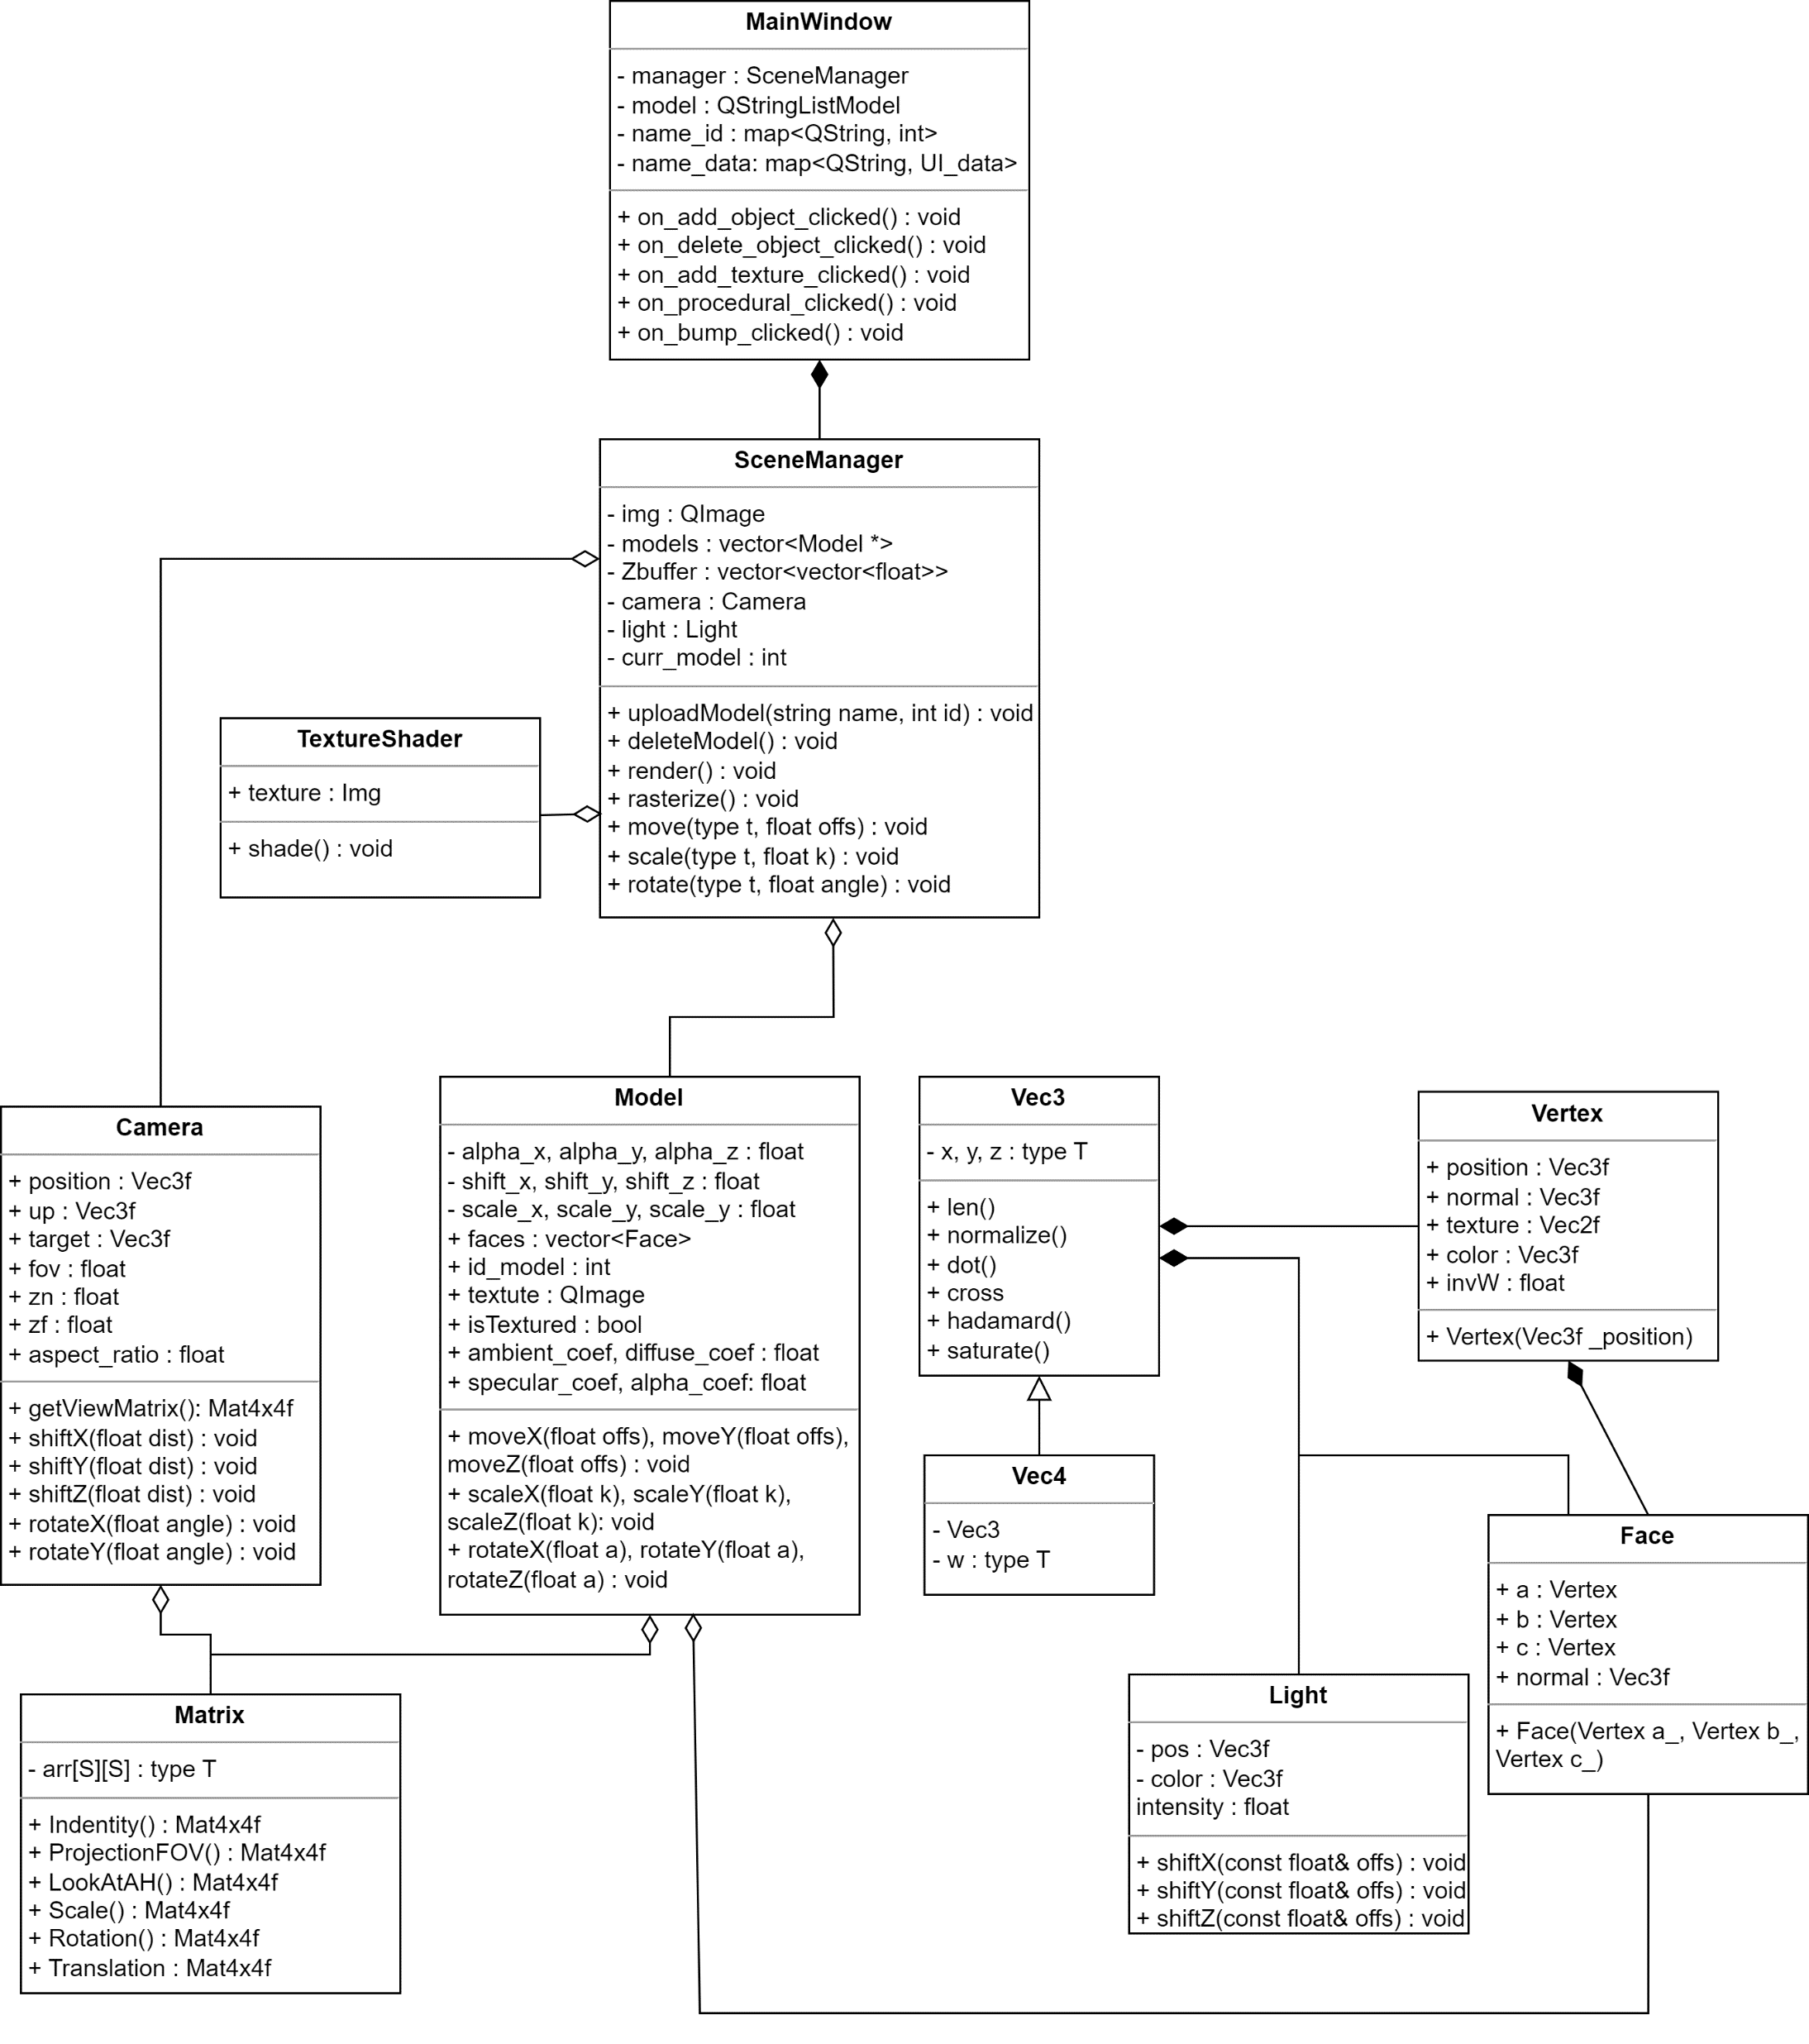 MainWindow
- manager : SceneManager
- model : QStringListModel
- name_id : map<QString, int>
- name_data: map<QString, UI_data>
+ on_add_object_clicked() : void
+ on_delete_object_clicked() : void
+ on_add_texture_clicked() : void
+ on_procedural_clicked() : void
+ on_bump_clicked() : void
SceneManager
- img : QImage
- models : vector<Model *>
- Zbuffer : vector<vector<float>>
- camera : Camera
- light : Light
- curr_model : int
+ uploadModel(string name, int id) : void
+ deleteModel() : void
+ render() : void
+ rasterize() : void
+ move(type t, float offs) : void
+ scale(type t, float k) : void
+ rotate(type t, float angle) : void
TextureShader
+ texture : Img
+ shade() : void
Camera
+ position : Vec3f
+ up : Vec3f
+ target : Vec3f
+ fov : float
+ zn : float
+ zf : float
+ aspect_ratio : float
+ getViewMatrix(): Mat4x4f
+ shiftX(float dist) : void
+ shiftY(float dist) : void
+ shiftZ(float dist) : void
+ rotateX(float angle) : void
+ rotateY(float angle) : void
Model
- alpha_x, alpha_y, alpha_z : float
- shift_x, shift_y, shift_z : float
- scale_x, scale_y, scale_y : float
+ faces : vector<Face>
+ id_model : int
+ textute : QImage
+ isTextured : bool
+ ambient_coef, diffuse_coef : float
+ specular_coef, alpha_coef: float
+ moveX(float offs), moveY(float offs),
moveZ(float offs) : void
+ scaleX(float k), scaleY(float k),
scaleZ(float k): void
+ rotateX(float a), rotateY(float a),
rotateZ(float a) : void
Vec3
- x, y, z : type T
+ len()
+ normalize()
+ dot()
+ cross
+ hadamard()
+ saturate()
Vertex
+ position : Vec3f
+ normal : Vec3f
+ texture : Vec2f
+ color : Vec3f
+ invW : float
+ Vertex(Vec3f _position)
Vec4
- Vec3
- w : type T
Face
+ a : Vertex
+ b : Vertex
+ c : Vertex
+ normal : Vec3f
+ Face(Vertex a_, Vertex b_,
Vertex c_)
Light
- pos : Vec3f
- color : Vec3f
intensity : float
+ shiftX(const float& offs) : void
+ shiftY(const float& offs) : void
+ shiftZ(const float& offs) : void
Matrix
- arr[S][S] : type T
+ Indentity() : Mat4x4f
+ ProjectionFOV() : Mat4x4f
+ LookAtAH() : Mat4x4f
+ Scale() : Mat4x4f
+ Rotation() : Mat4x4f
+ Translation : Mat4x4f